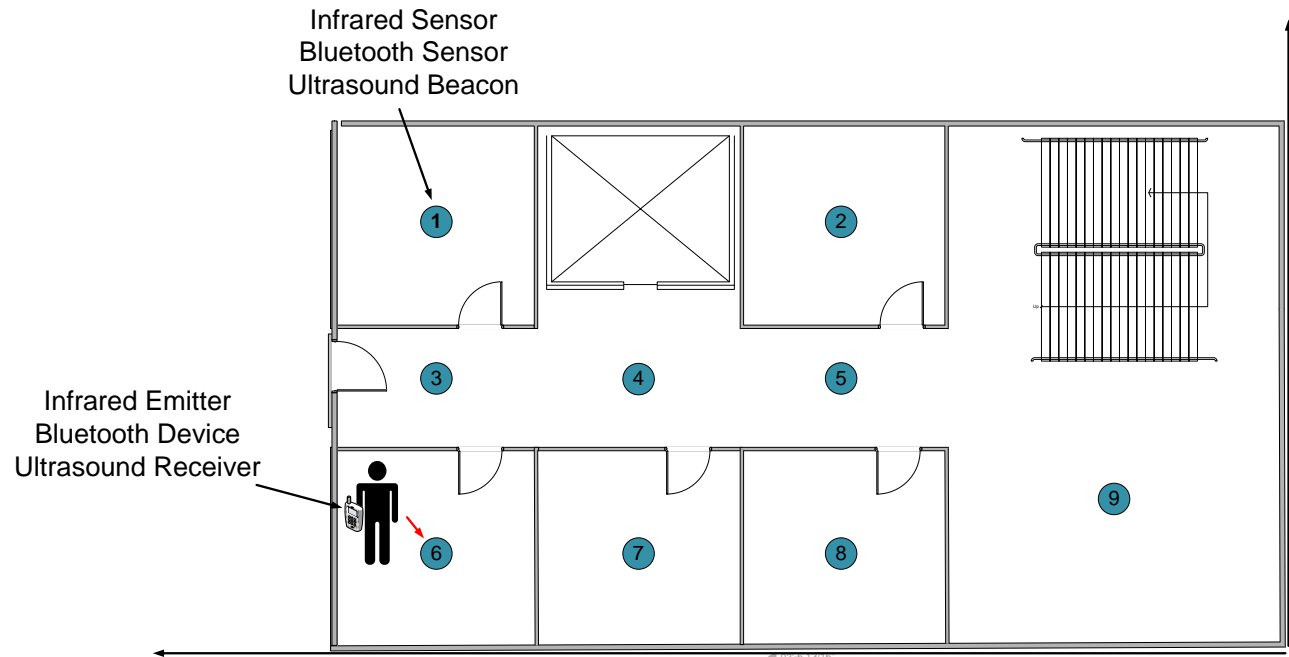 Infrared Sensor
Bluetooth Sensor
Ultrasound Beacon
1
2
Up
3
4
5
Infrared Emitter
Bluetooth Device
Ultrasound Receiver
9
6
7
8